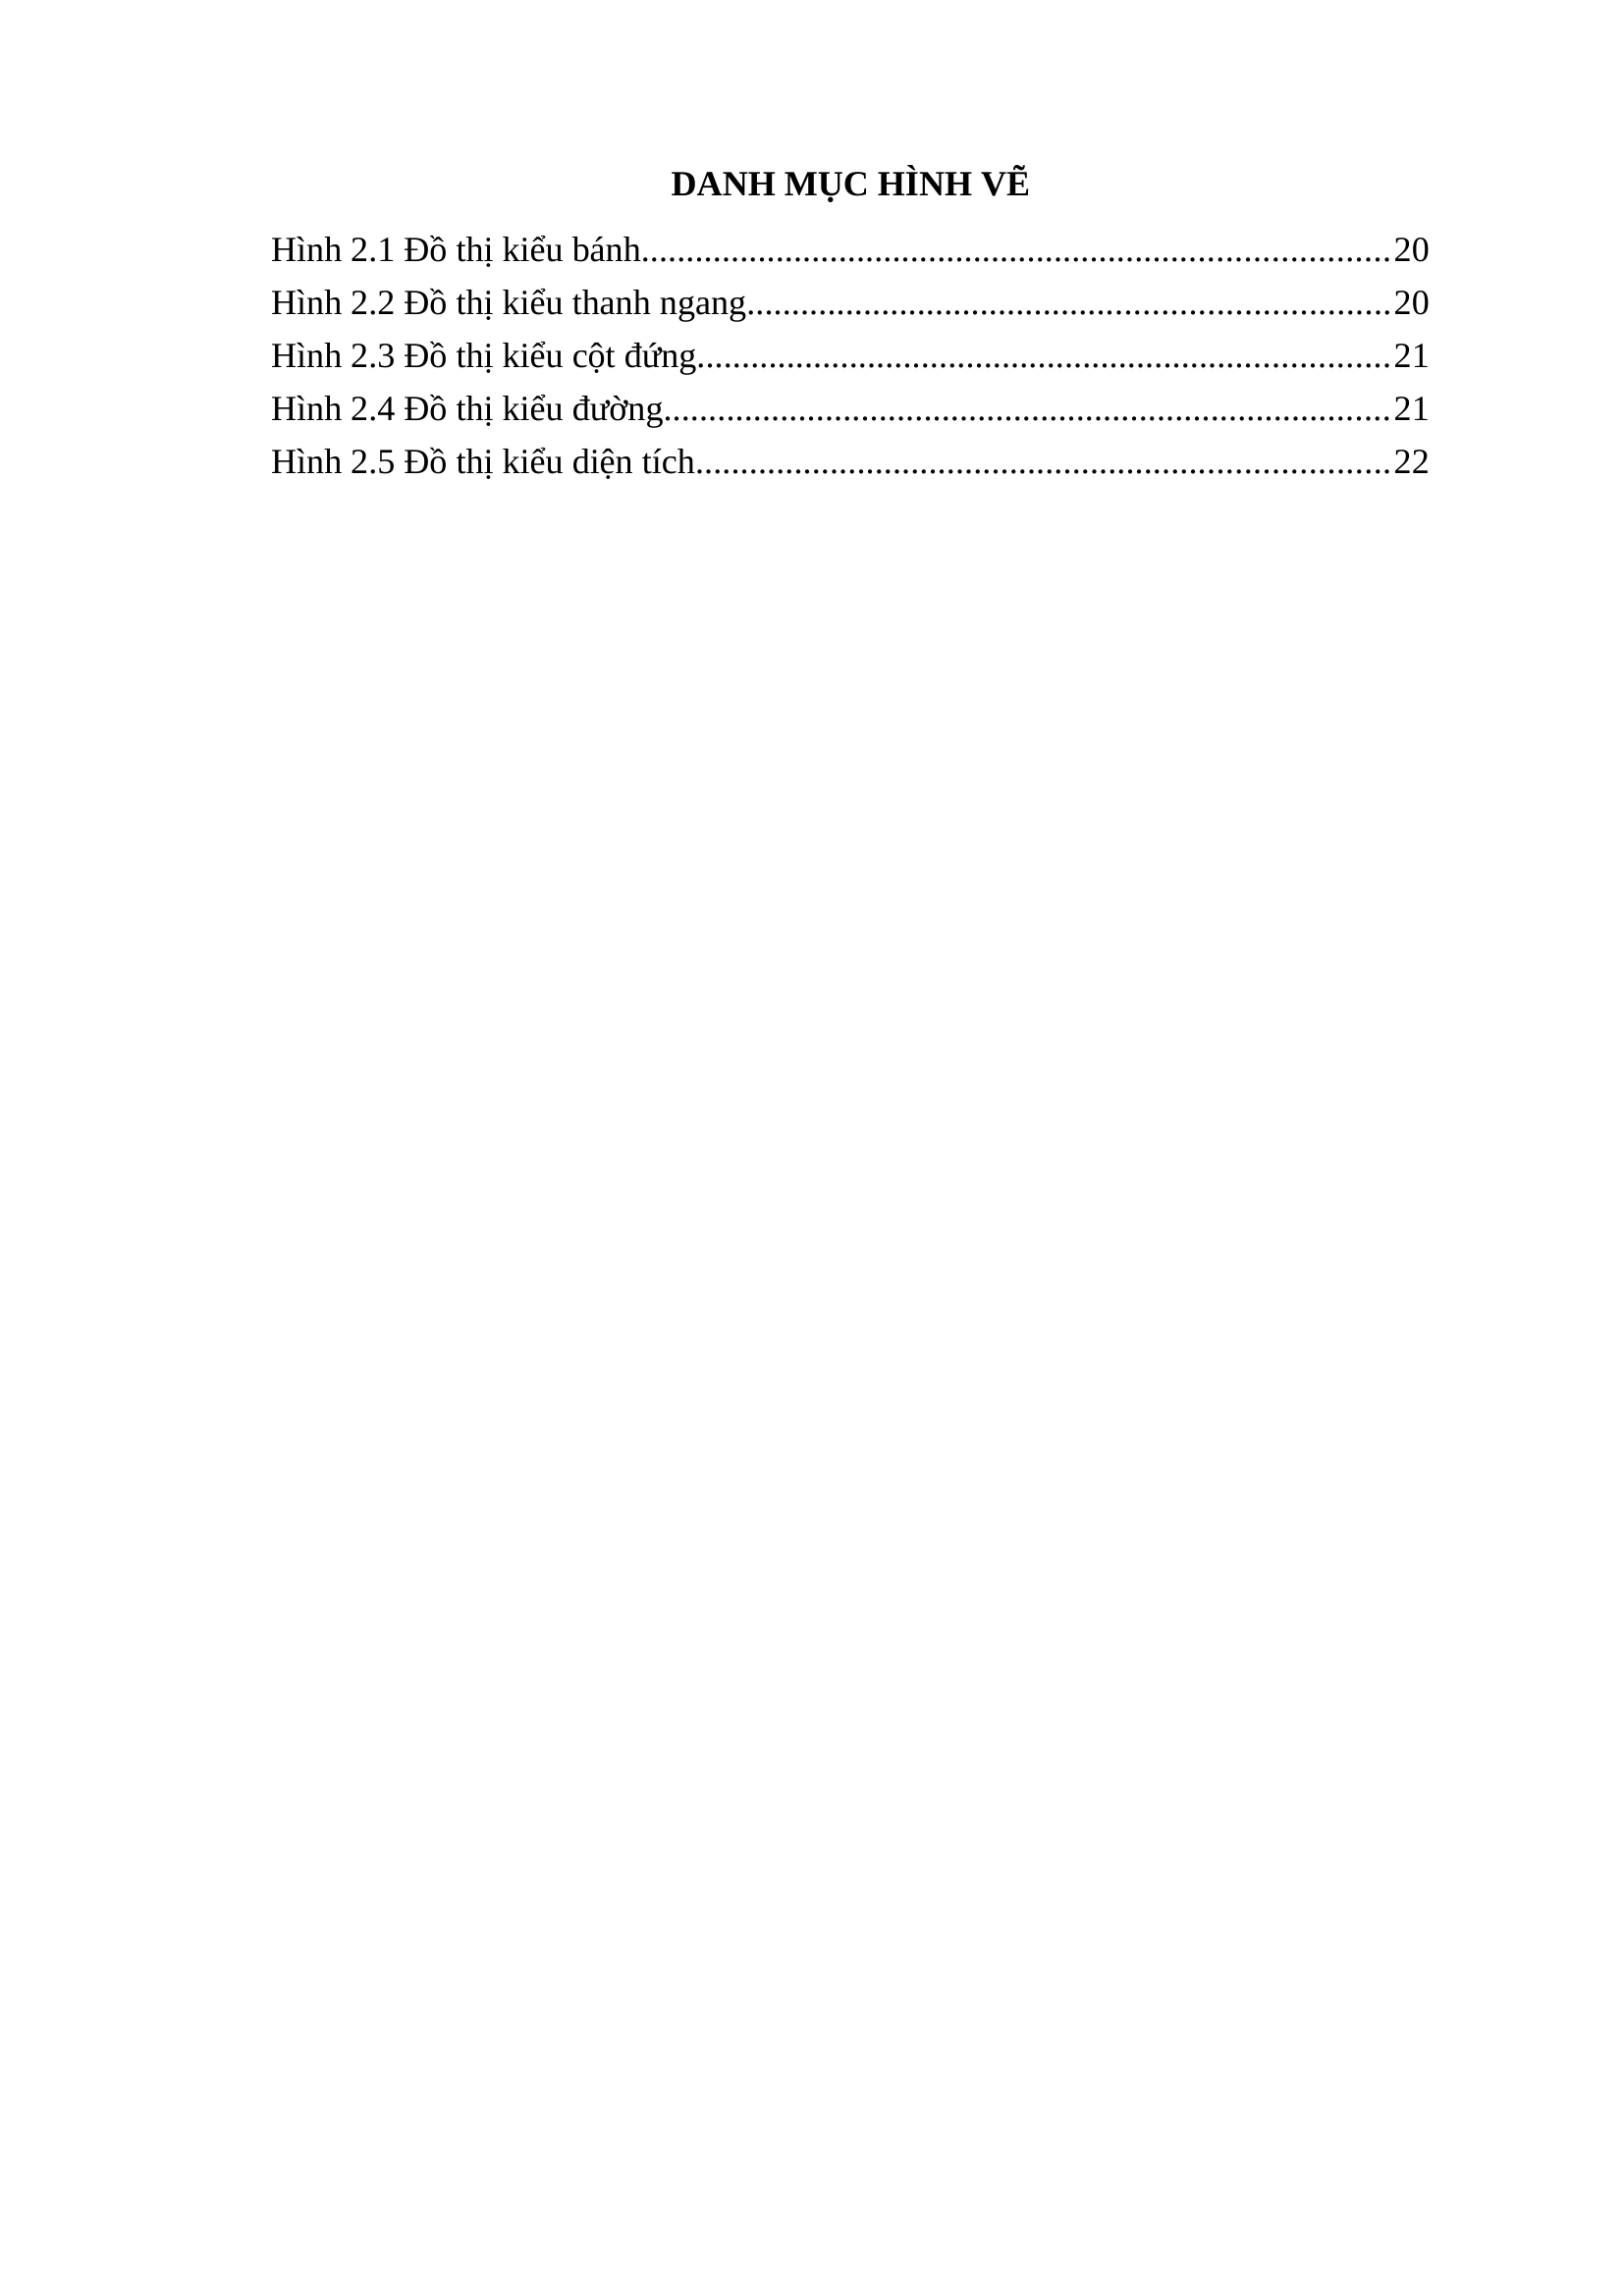 DANH MỤC HÌNH VẼ
Hình 2.1 Đồ thị kiểu bánh....................................................................................20
Hình 2.2 Đồ thị kiểu thanh ngang........................................................................20
Hình 2.3 Đồ thị kiểu cột đứng..............................................................................21
Hình 2.4 Đồ thị kiểu đường.................................................................................21
Hình 2.5 Đồ thị kiểu diện tích..............................................................................22